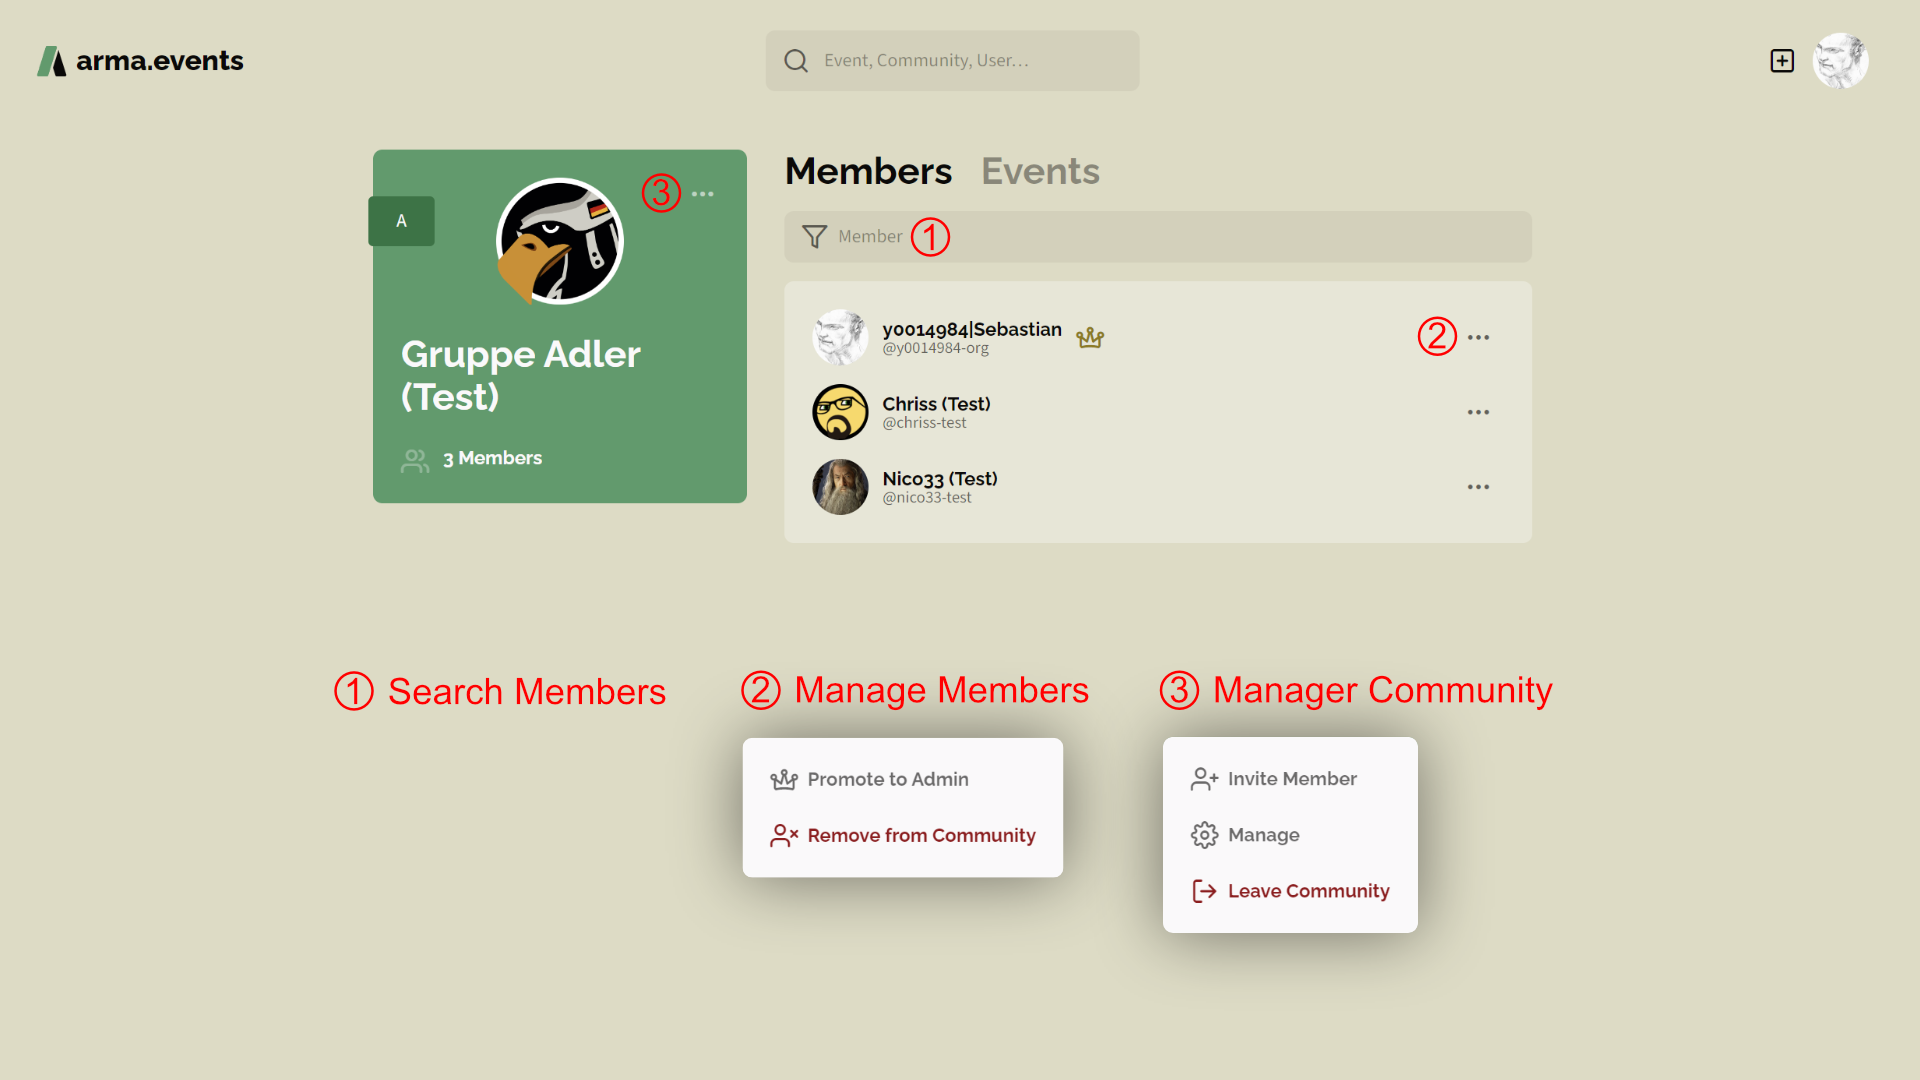 arma.events
Event, Community, User...
A
③
Gruppe Adler
(Test)
3 Members
Members Events
Member ①
y0014984|Sebastian
@y0014984-org
②
Chriss (Test)
@chriss-test
Nico33 (Test)
@nico33-test
① Search Members
② Manage Members
Promote to Admin
Remove from Community
③ Manager Community
Invite Member
Manage
Leave Community